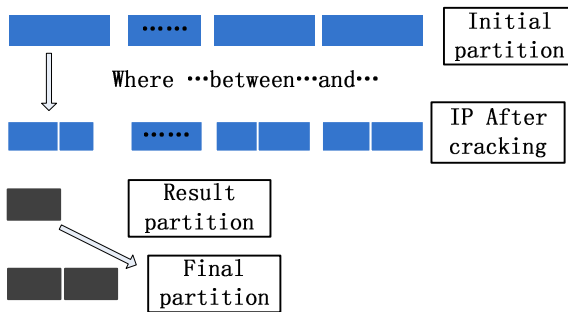 ……
Initial
partition
Where …between…and…
……
IP After
cracking
Result
partition
Final
partition